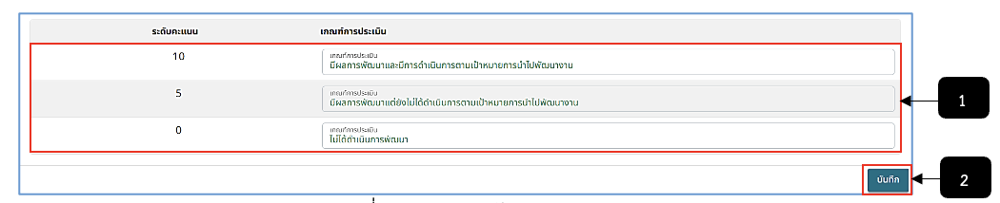 ระดับคะแนน เกณฑ์การประเมิน
10
เกณฑ์การประเมิน
มีผลการพัฒนาและมีการดำเนินการตามเป้าหมายการนำไปพัฒนางาน
5
เกณฑ์การประเมิน
มีผลการพัฒนาแต่ยังไม่ได้ดำเนินการตามเป้าหมายการนำไปพัฒนางาน
1
0
เกณฑ์การประเมิน
ไม่ได้ดำเนินการพัฒนา
บันทึก
2